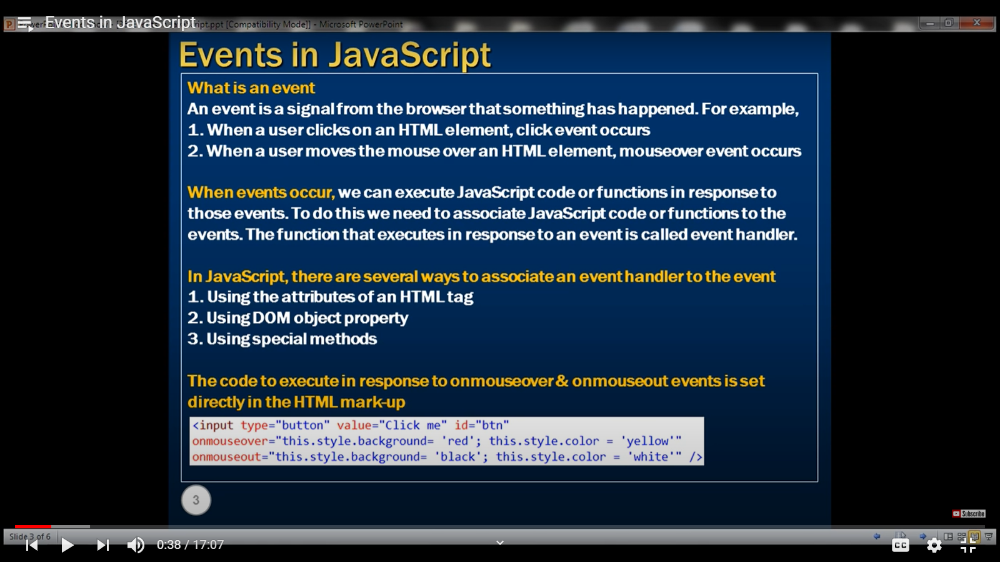 Events in JavaScript
[Compatibility Mode]] - Microsoft PowerPoint
Events in JavaScript
What is an event
An event is a signal from the browser that something has happened. For example,
1. When a user clicks on an HTML element, click event occurs
2. When a user moves the mouse over an HTML element, mouseover event occurs
When events occur, we can execute JavaScript code or functions in response to
those events. To do this we need to associate JavaScript code or functions to the
events. The function that executes in response to an event is called event handler.
In JavaScript, there are several ways to associate an event handler to the event
1. Using the attributes of an HTML tag
2. Using DOM object property
3. Using special methods
The code to execute in response to onmouseover & onmouseout events is set
directly in the HTML mark-up
<input type="button" value="Click me" id="btn"
onmouseover="this.style.background= 'red'; this.style.color = 'yellow'"
onmouseout="this.style.background= 'black'; this.style.color = 'white'" />
3
Subscribe
Slide 3 of 6
0:38 / 17:07
CC